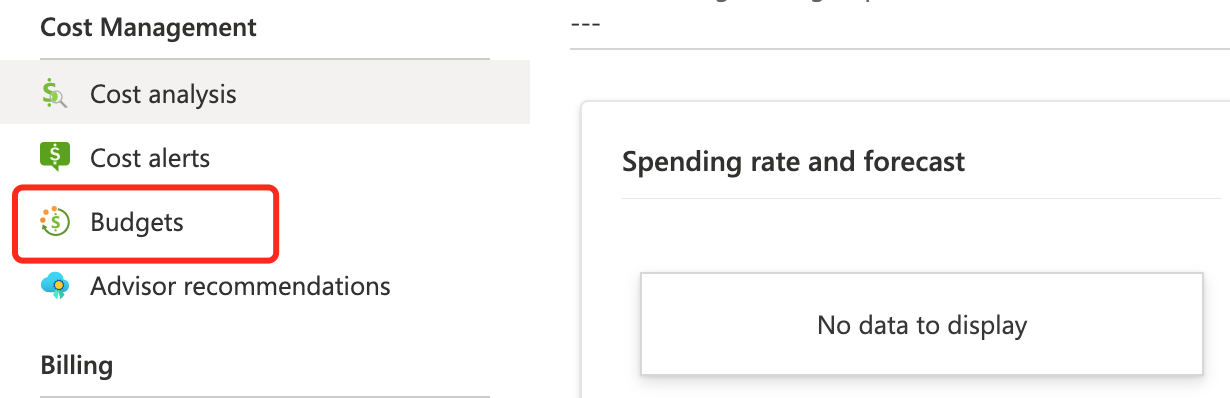 Cost Management
Cost analysis
Cost alerts
Budgets
Advisor recommendations
Billing
---
Spending rate and forecast
No data to display